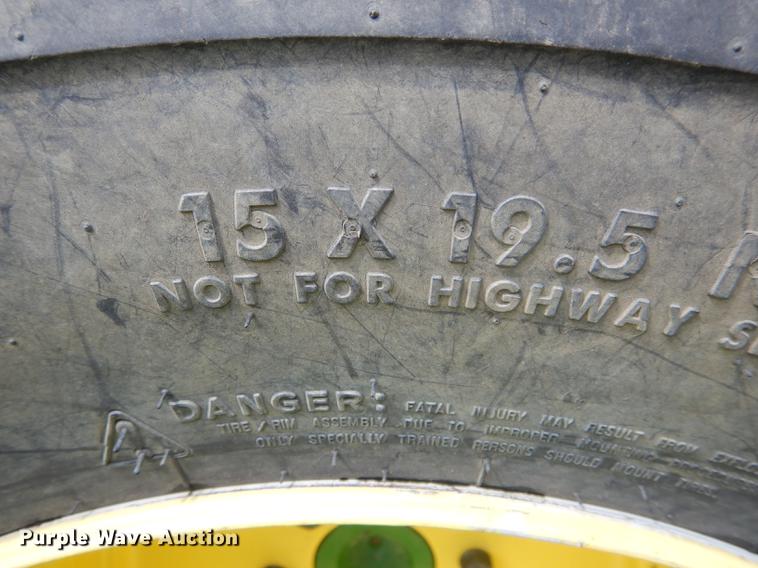 15 X 19.5
NOT FOR HIGHWAY
DANGER: FATAL INJURY MAY RESULT FROM
TIRE / RIM ASSEMBLY DUE TO IMPROPER MOUNTING
ONLY SPECIALLY TRAINED PERSONS SHOULD MOUNT TIRES.
Purple Wave Auction